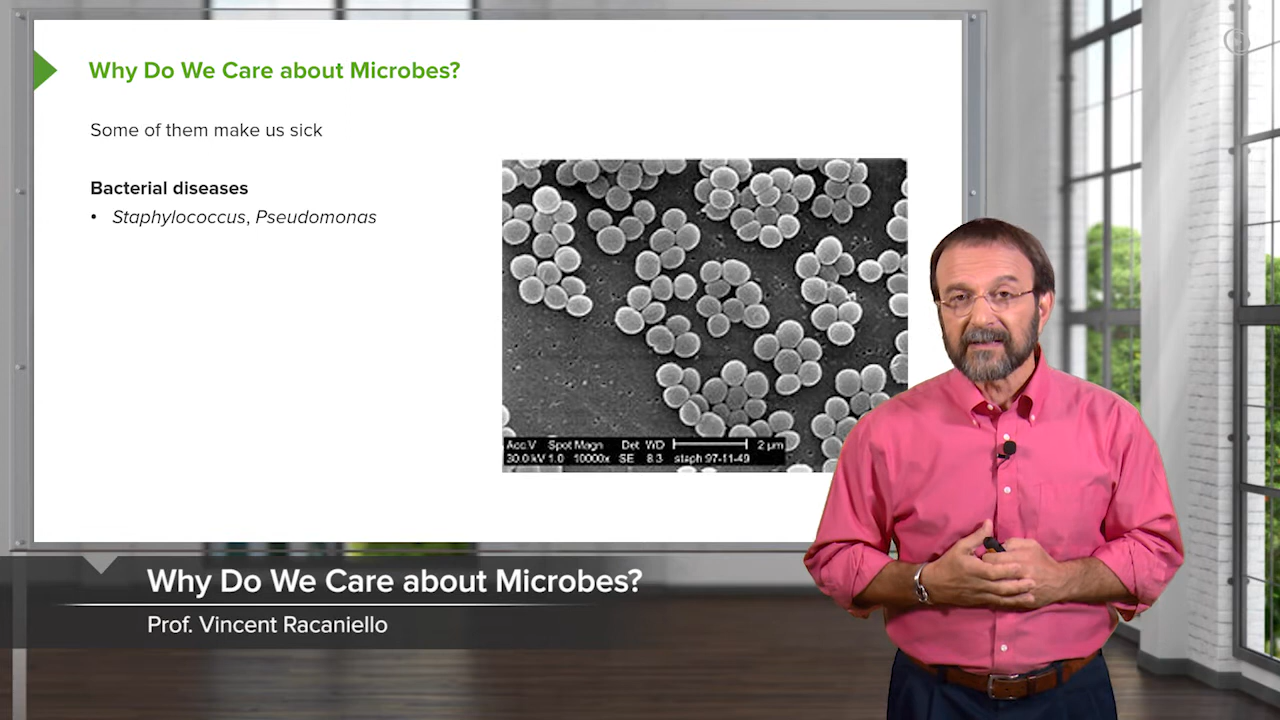 Why Do We Care about Microbes?
Some of them make us sick
Bacterial diseases
• Staphylococcus, Pseudomonas
Acc.V Spot Magn Det WD 2 µm
30.0 kV 1.0 10000x SE 8.3 staph 97-11-49
Why Do We Care about Microbes?
Prof. Vincent Racaniello